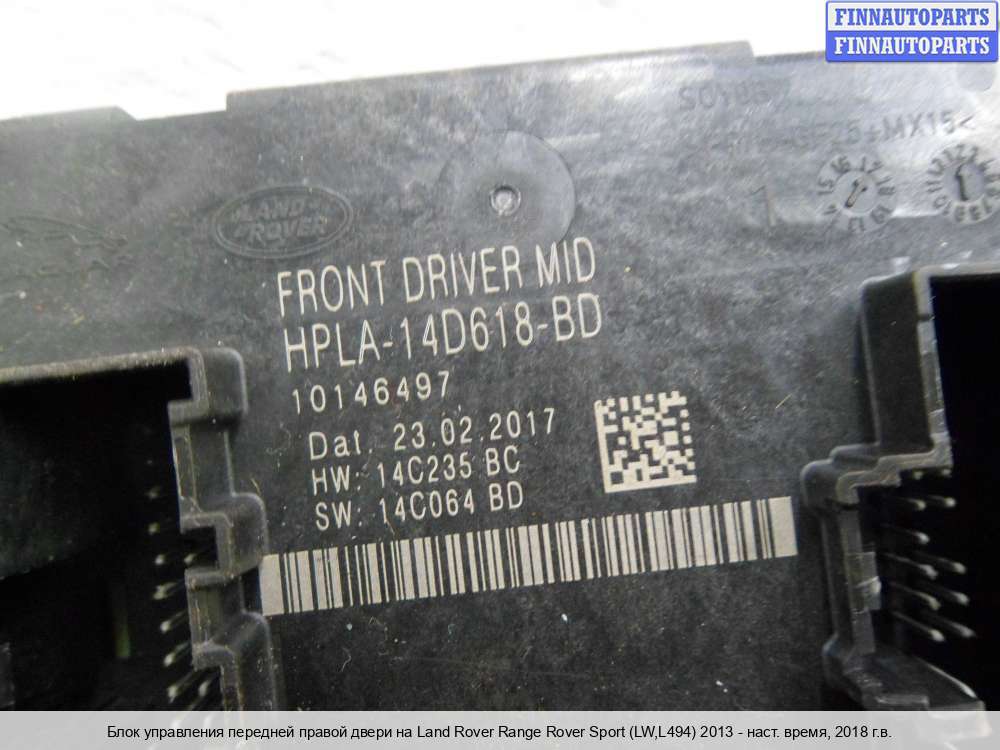 FINNAUTOPARTS
FINNAUTOPARTS
LAND
ROVER
FRONT DRIVER MID
HPLA-14D618-BD
10146497
Dat. 23.02.2017
HW: 14C235 BC
SW: 14C064 BD
Блок управления передней правой двери на Land Rover Range Rover Sport (LW,L494) 2013 - наст. время, 2018 г.в.